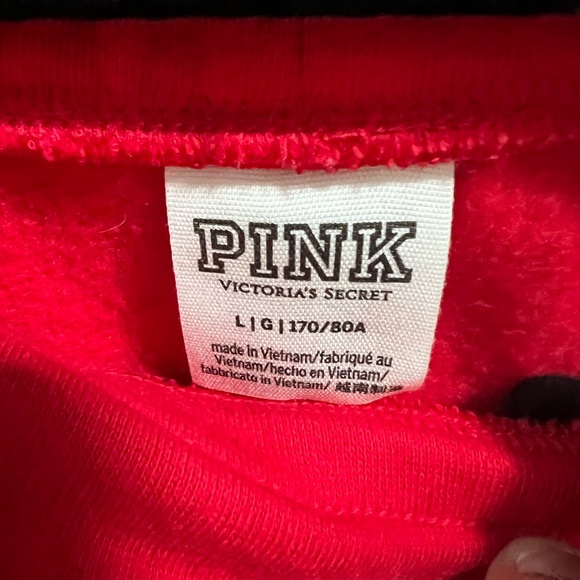 PINK
VICTORIA'S SECRET
L|G|170/80A
made in Vietnam/fabriqué au
Vietnam/hecho en Vietnam/
fabbricato in Vietnam/ 越南制造